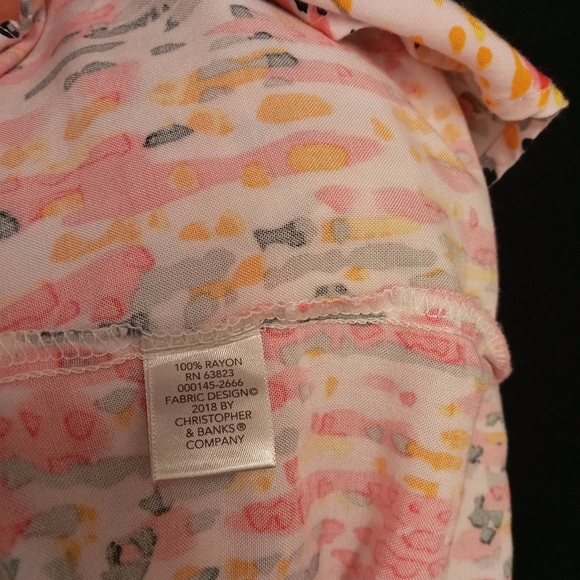 100% RAYON
RN 63823
000145-2666
FABRIC DESIGN©
2018 BY
CHRISTOPHER
& BANKS®
COMPANY